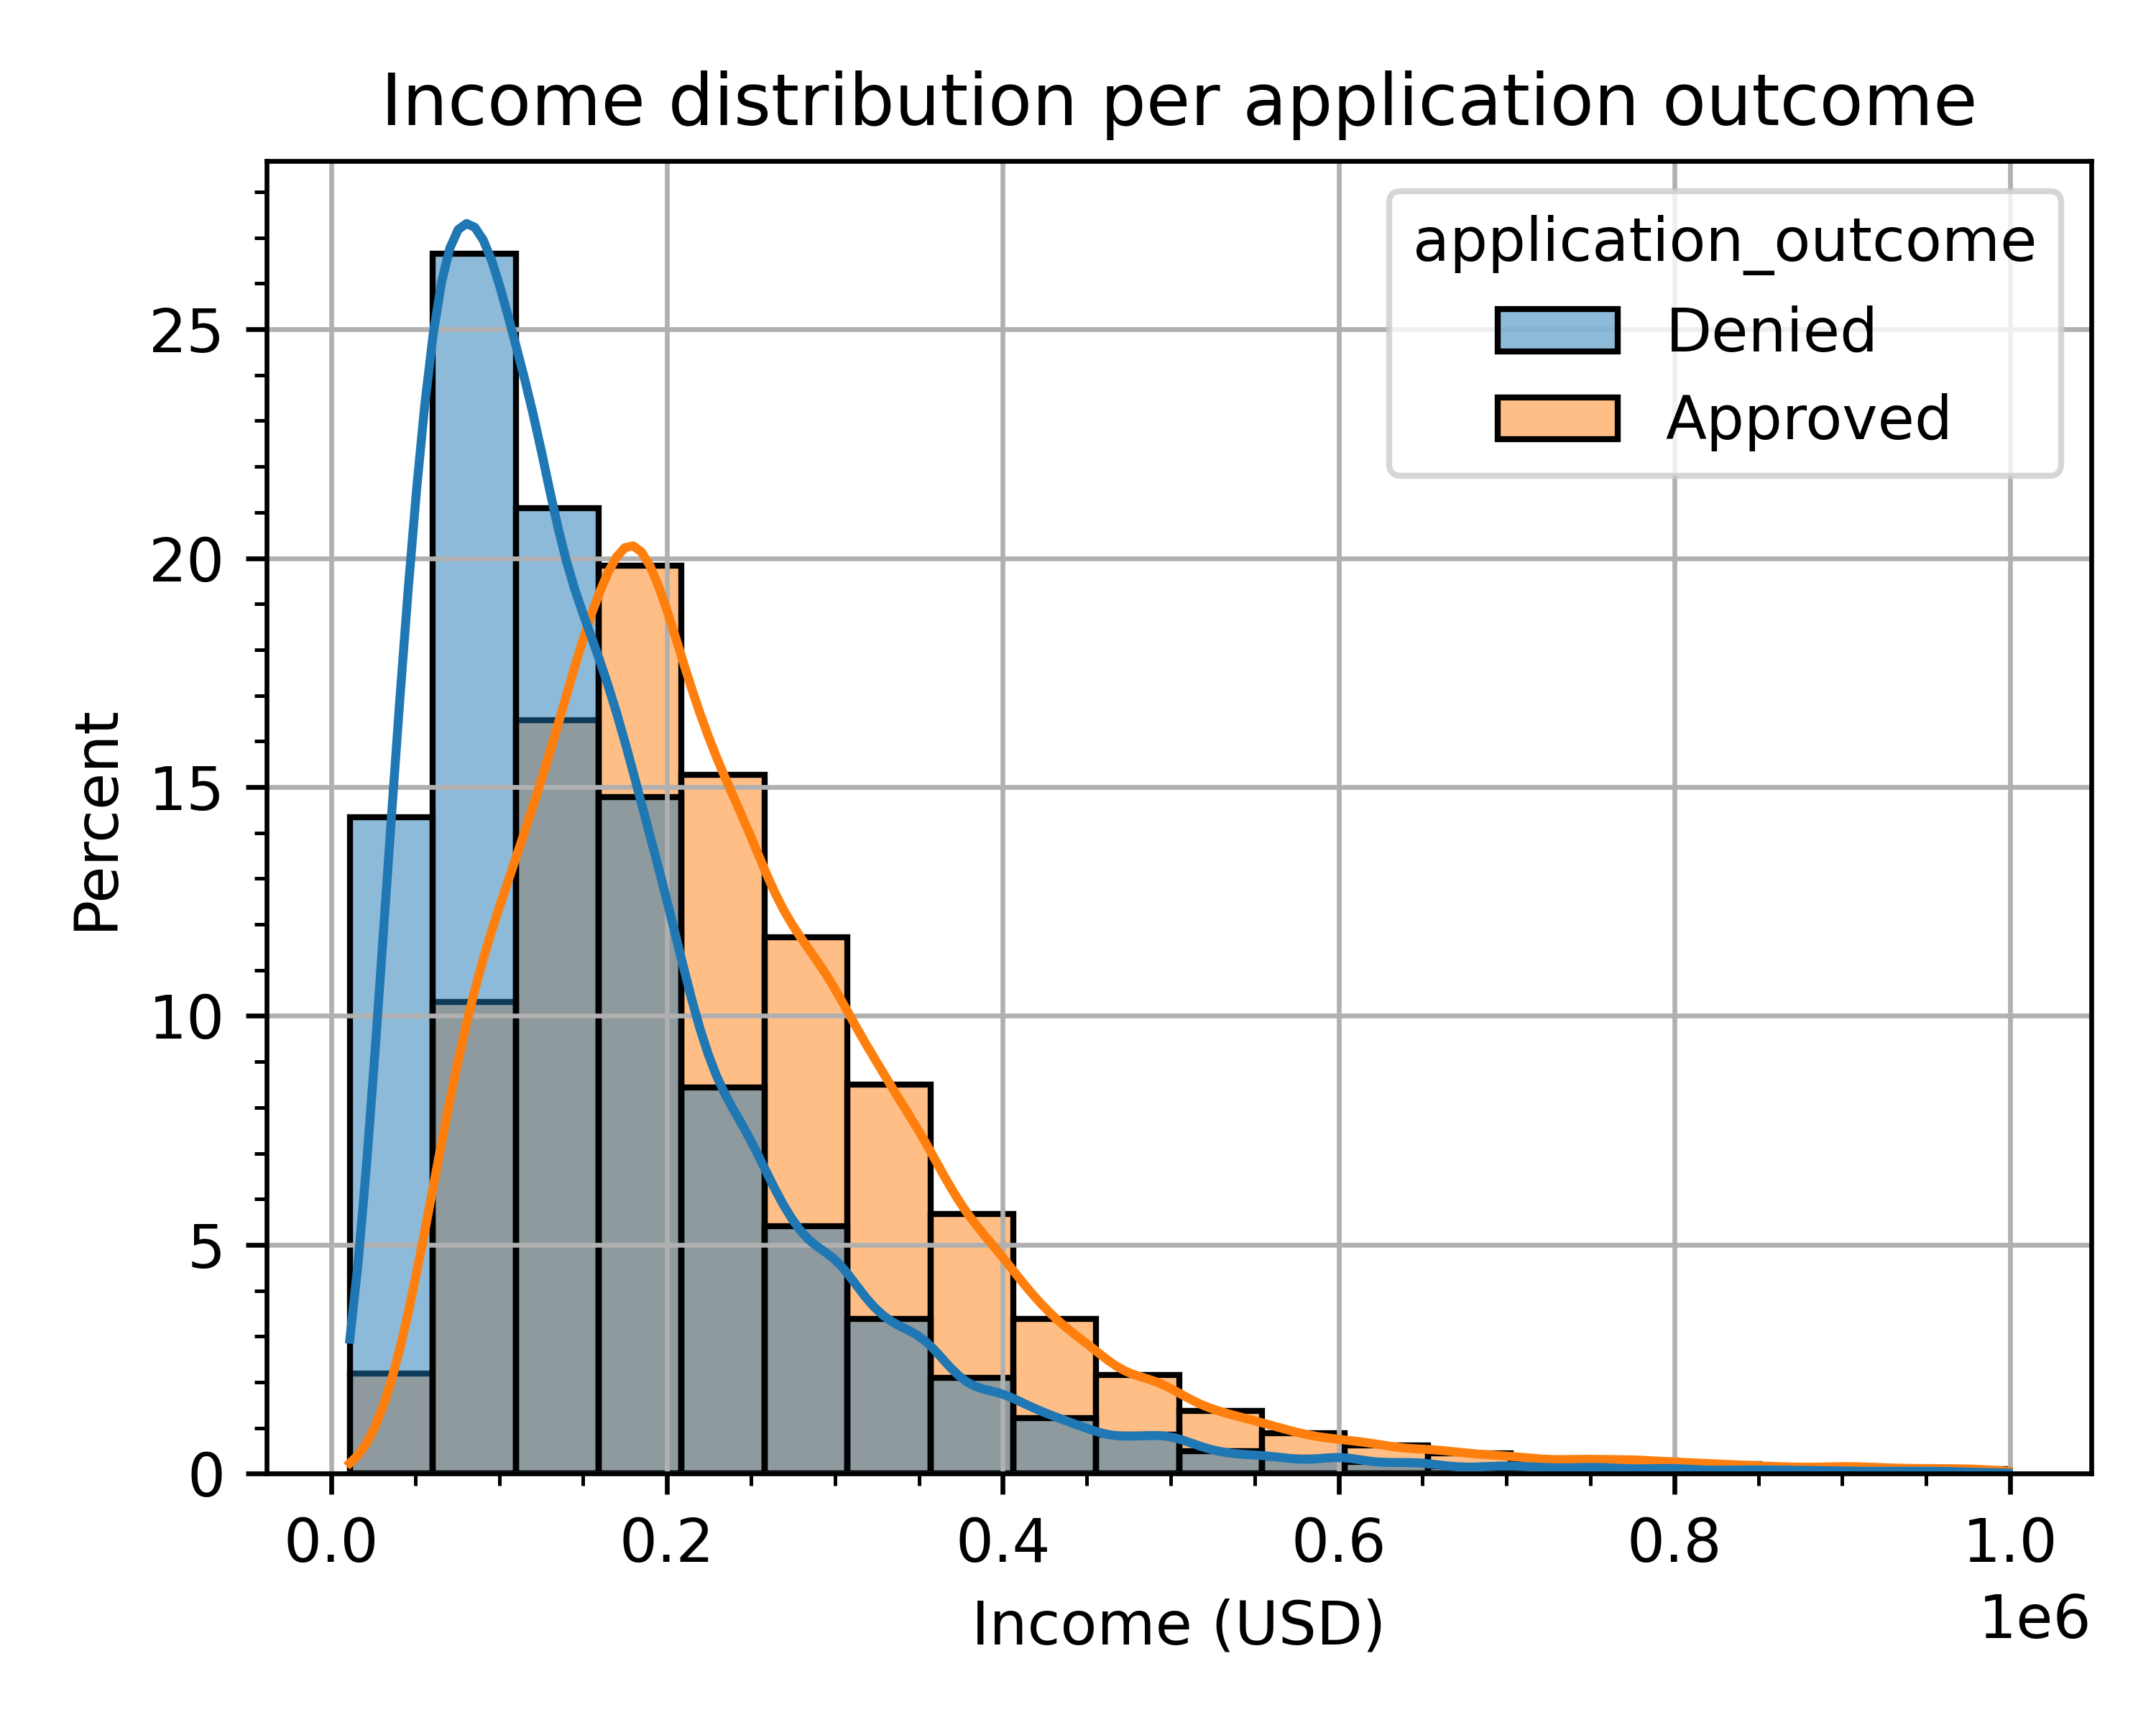 Income distribution per application outcome
application_outcome
Denied
Approved
Percent
25
20
15
10
5
0
0.0 0.2 0.4 0.6 0.8 1.0
1e6
Income (USD)